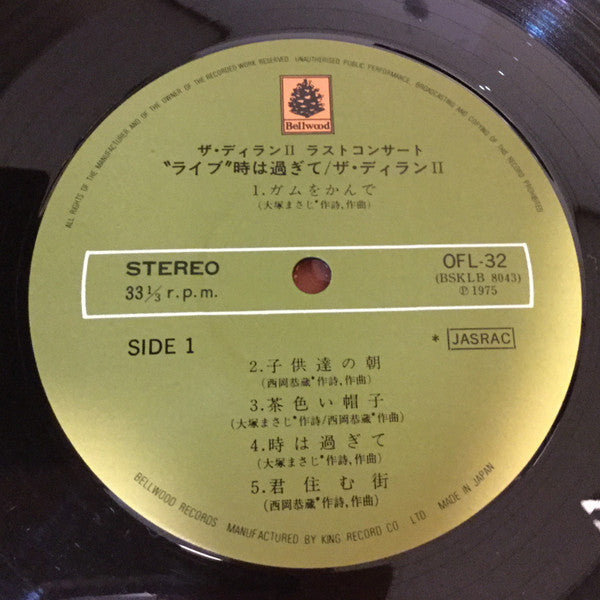 ALL RIGHTS OF THE MANUFACTURER AND OF THE OWNER OF THE RECORDED WORK RESERVED. UNAUTHORISED PUBLIC PERFORMANCE, BROADCASTING AND COPYING OF THIS RECORD PROHIBITED
Bellwood
ザ・ディランII ラストコンサート
"ライブ"時は過ぎて/ザ・ディランII
1.ガムをかんで
(大塚まさじ*作詩,作曲)
STEREO
OFL-32
(BSKLB 8043)
33 1/3 r.p.m.
Ⓟ1975
SIDE 1
* JASRAC
2.子供達の朝
(西岡恭蔵*作詩,作曲)
3.茶色い帽子
(大塚まさじ*作詩/西岡恭蔵*作曲)
4.時は過ぎて
(大塚まさじ*作詩,作曲)
5.君住む街
(西岡恭蔵*作詩,作曲)
BELLWOOD RECORDS MANUFACTURED BY KING RECORD CO. LTD. MADE IN JAPAN